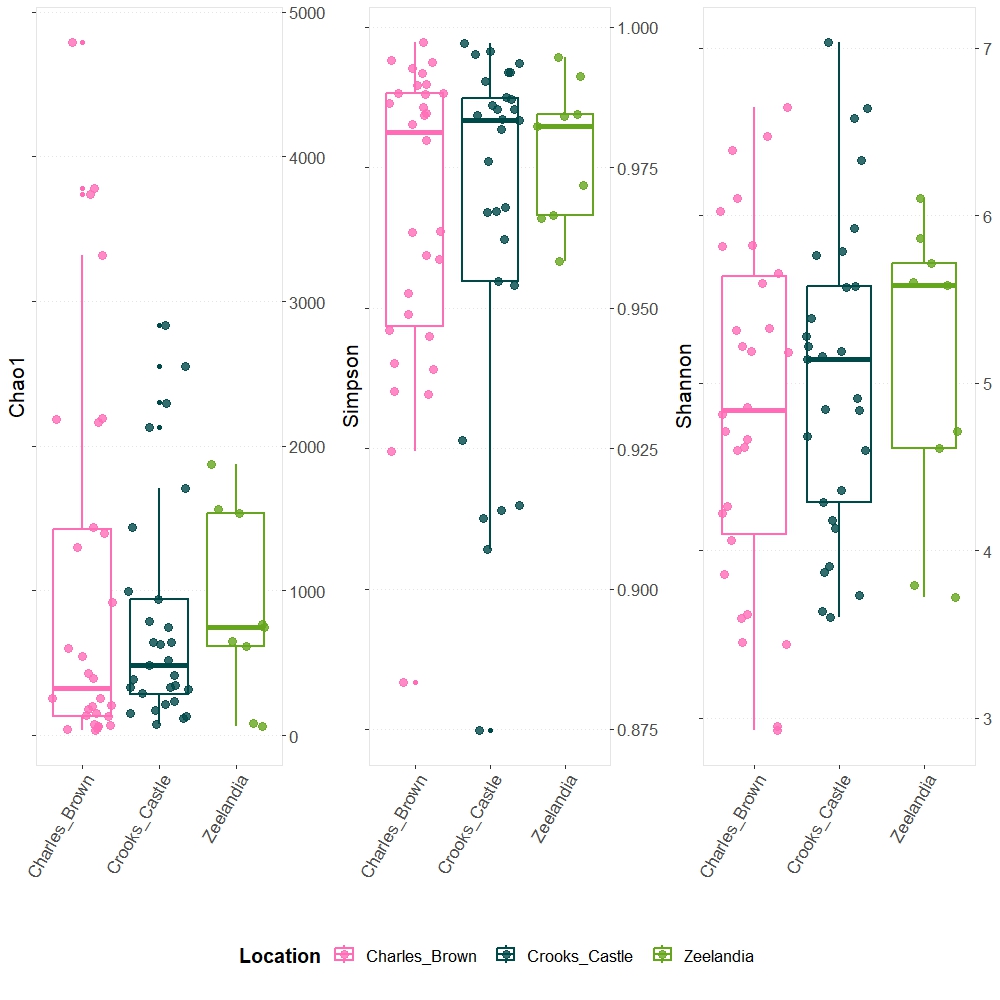 Chao1
5000
4000
3000
2000
1000
0
Charles_Brown
Crooks_Castle
Zeelandia
Simpson
1.000
0.975
0.950
0.925
0.900
0.875
Charles_Brown
Crooks_Castle
Zeelandia
Shannon
7
6
5
4
3
Charles_Brown
Crooks_Castle
Zeelandia
Location Charles_Brown Crooks_Castle Zeelandia